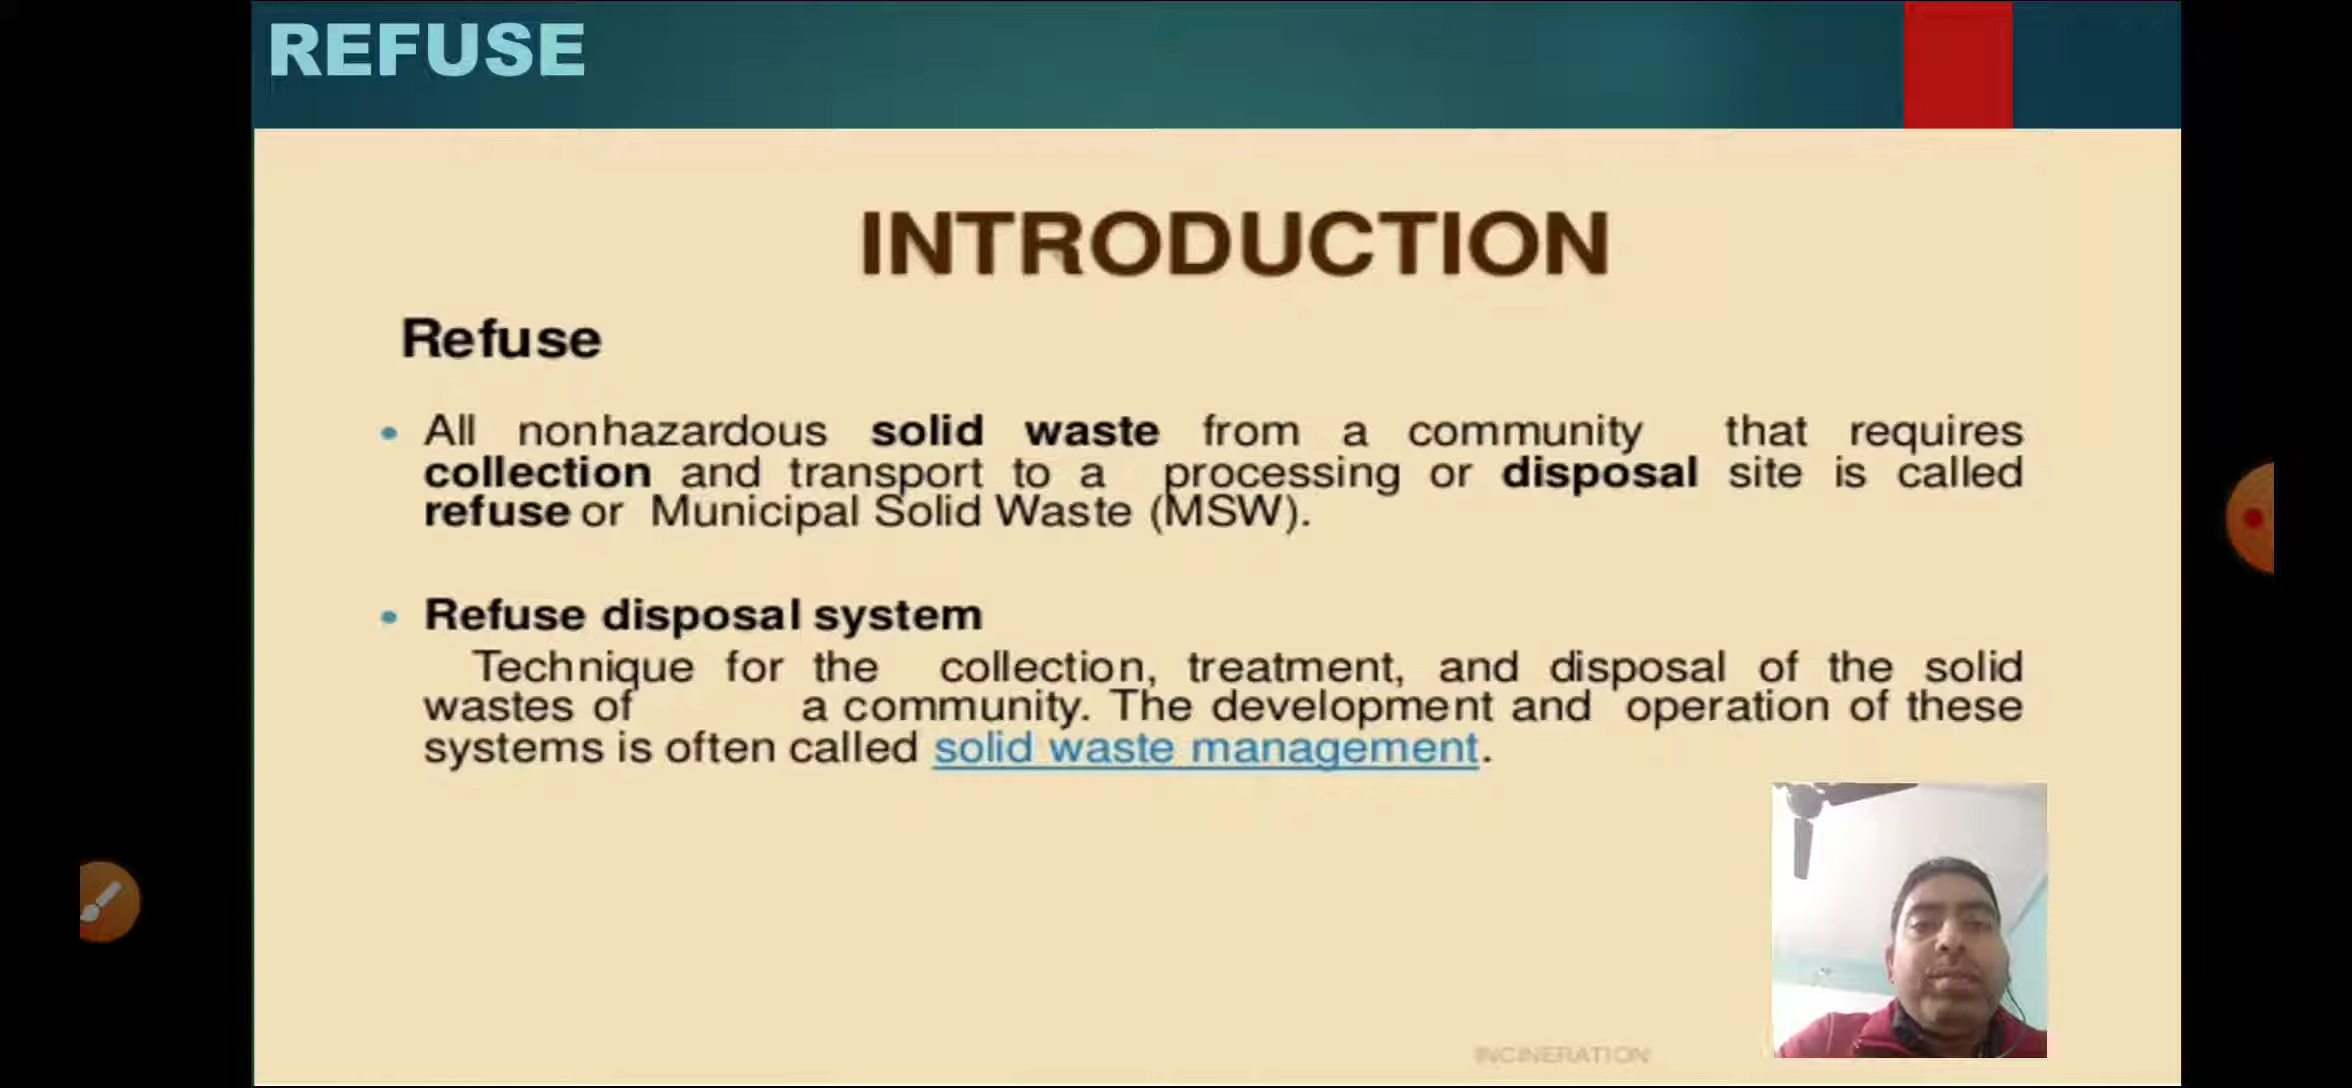 REFUSE
INTRODUCTION
Refuse
• All nonhazardous solid waste from a community that requires
collection and transport to a processing or disposal site is called
refuse or Municipal Solid Waste (MSW).
• Refuse disposal system
Technique for the collection, treatment, and disposal of the solid
wastes of a community. The development and operation of these
systems is often called solid waste management.
INCINERATION